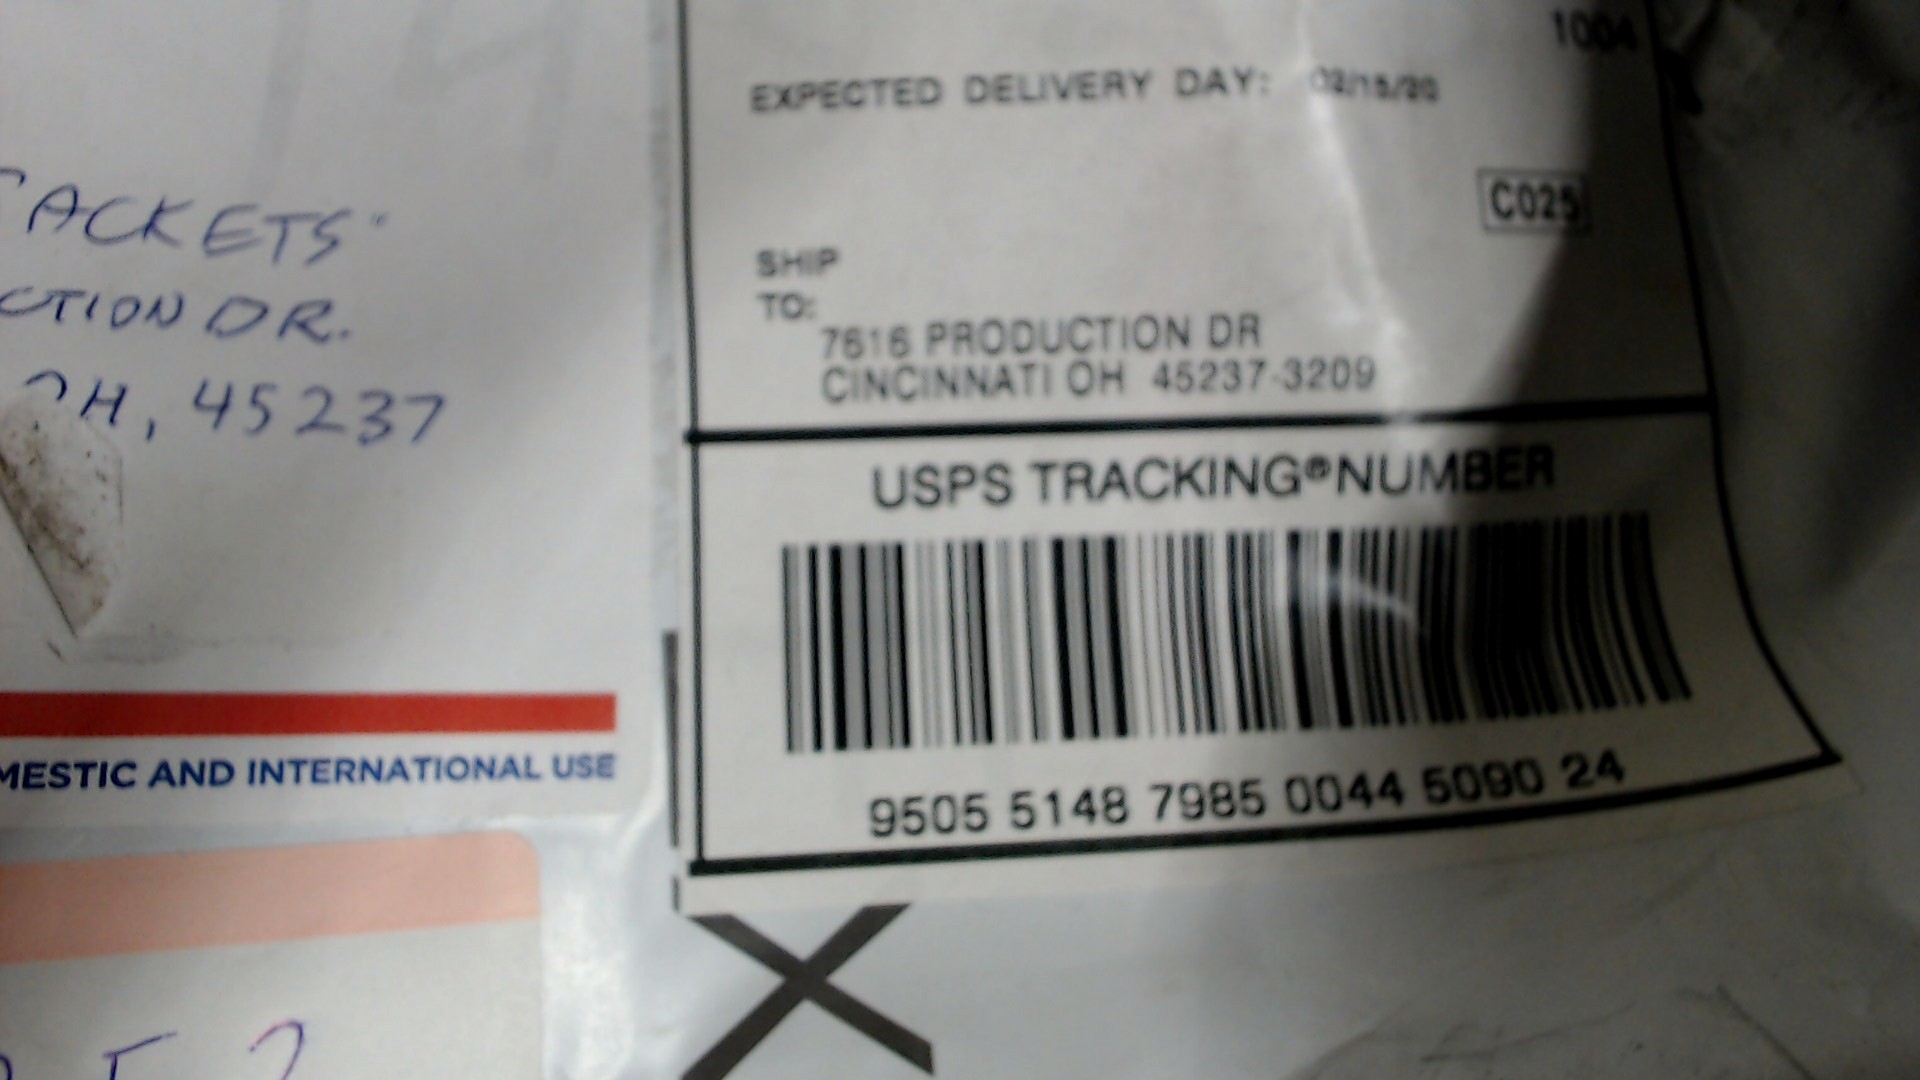 ACKETS"
CTION DR.
OH, 45237
MESTIC AND INTERNATIONAL USE
1004
EXPECTED DELIVERY DAY:
C025
SHIP
TO:
7616 PRODUCTION DR
CINCINNATI OH 45237-3209
USPS TRACKING® NUMBER
9505 5148 7985 0044 5090 24